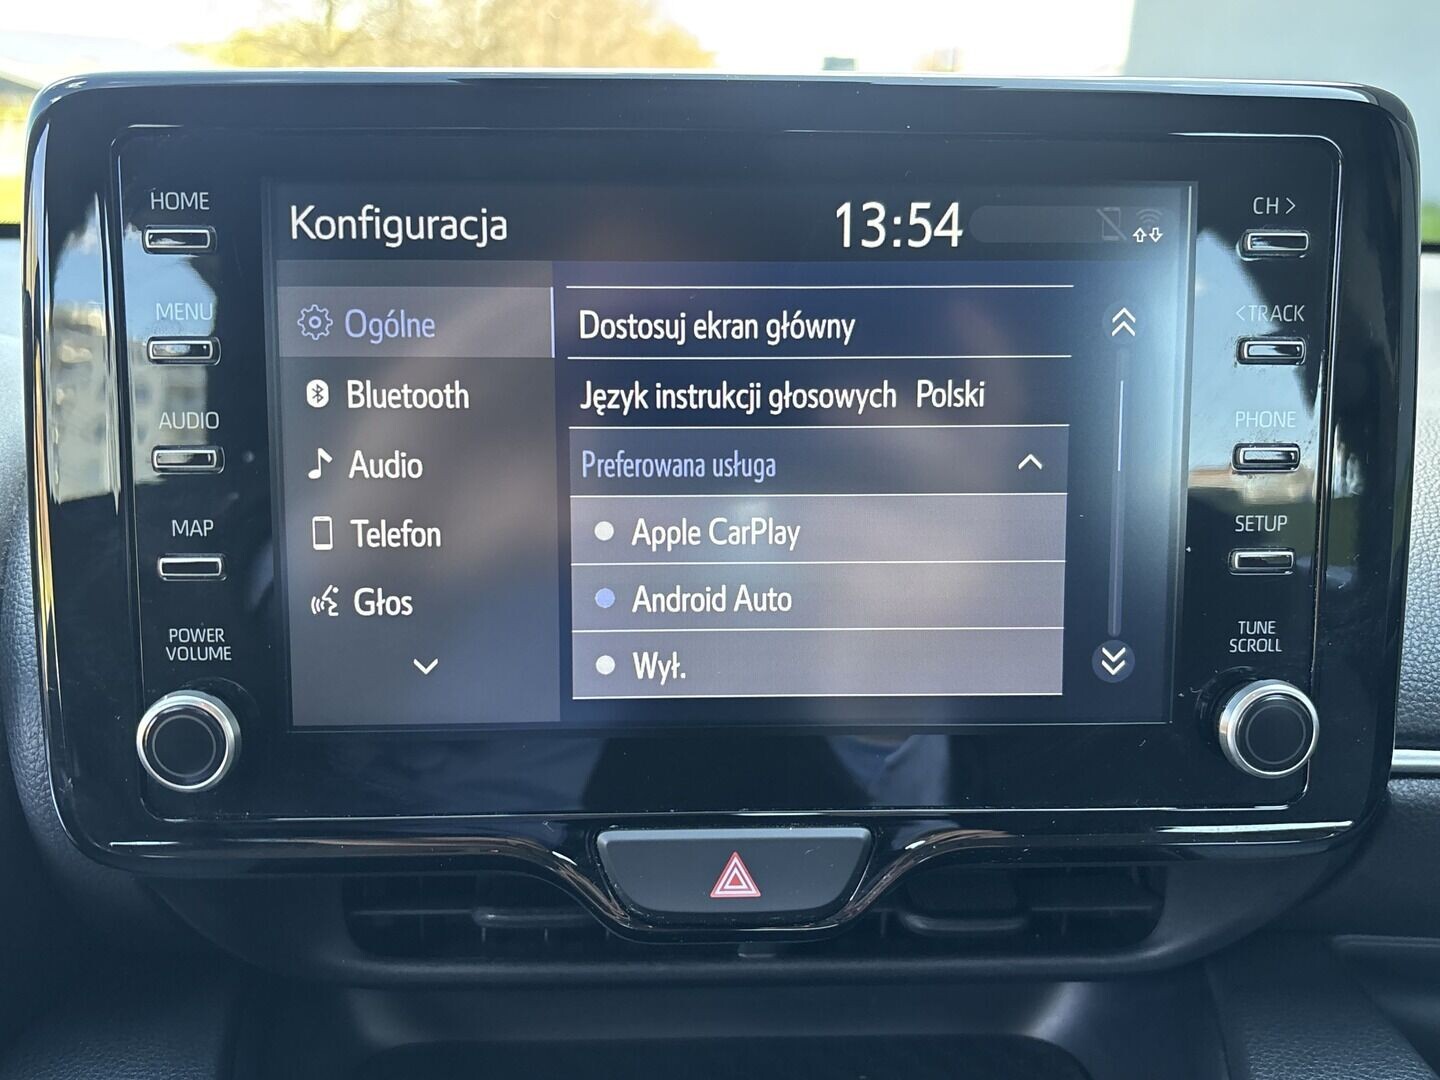 HOME
MENU
AUDIO
MAP
POWER
VOLUME
Konfiguracja 13:54
Ogólne
Bluetooth
Audio
Telefon
Głos
Dostosuj ekran główny
Język instrukcji głosowych Polski
Preferowana usługa
Apple CarPlay
Android Auto
Wył.
CH >
< TRACK
PHONE
SETUP
TUNE
SCROLL